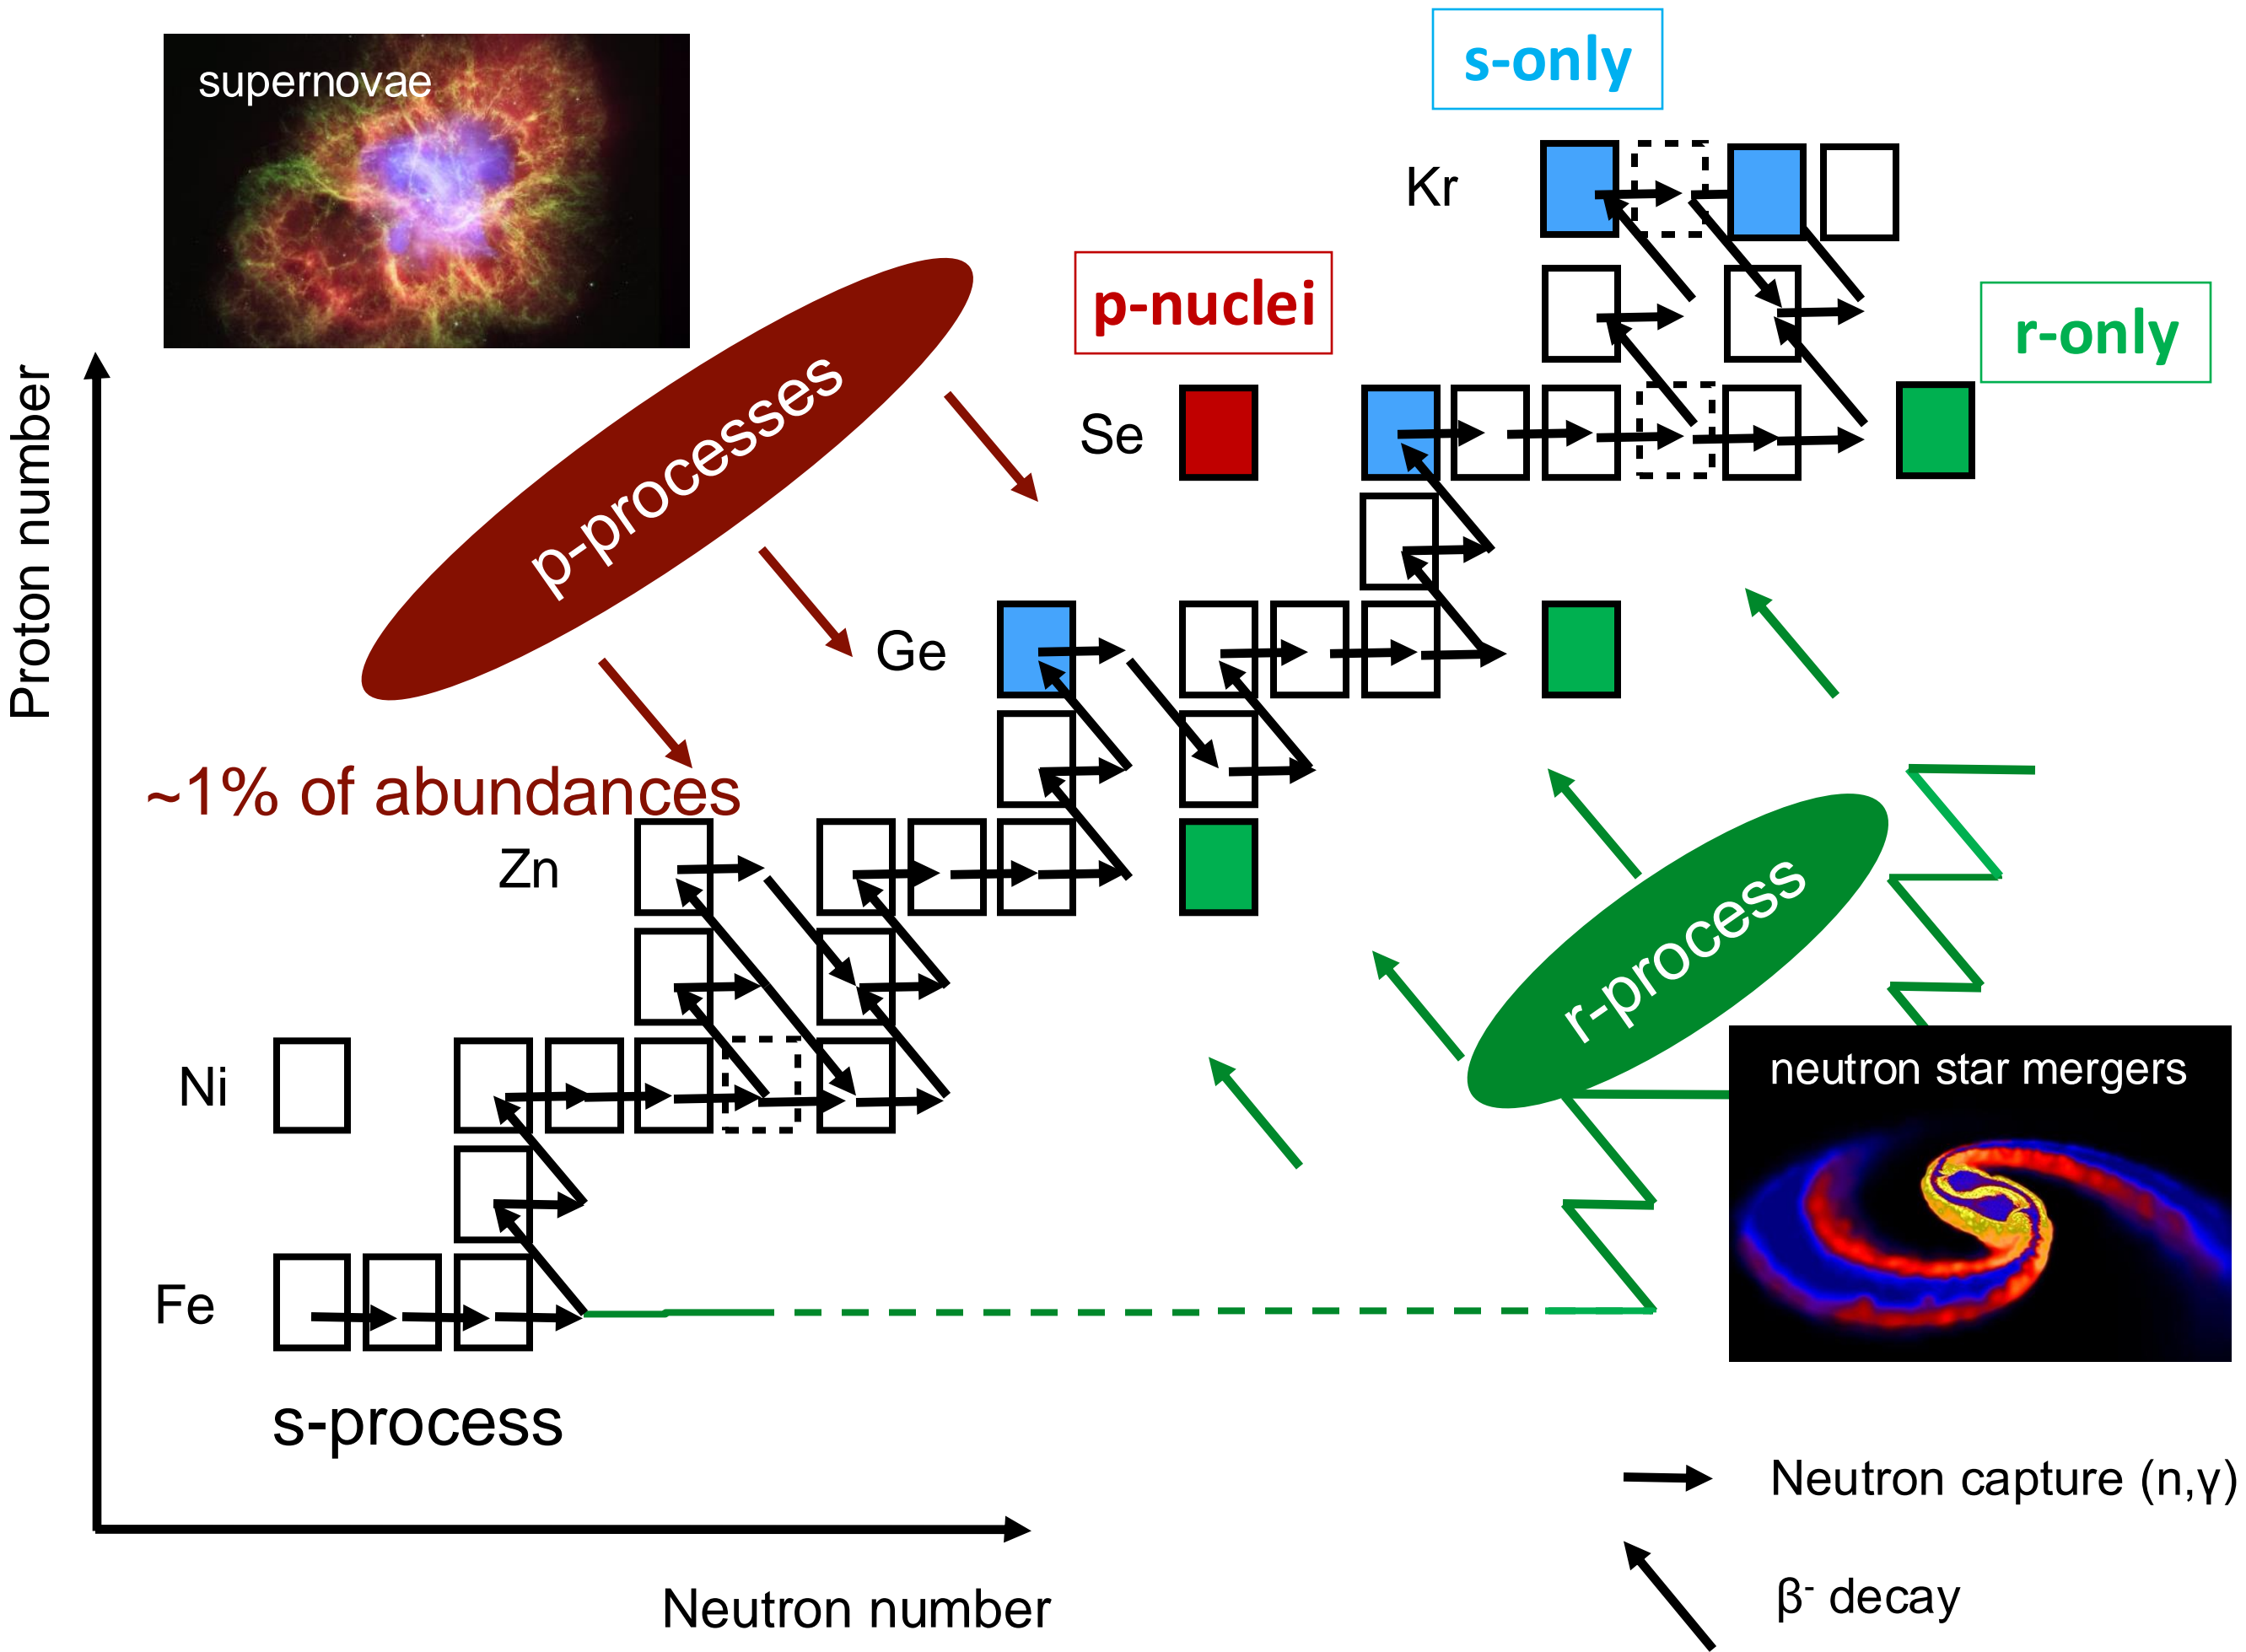 supernovae
s-only
Kr
p-nuclei
r-only
Proton number
p-processes
Se
Ge
~1% of abundances
Zn
r-process
Ni
neutron star mergers
Fe
s-process
Neutron capture (n,γ)
β⁻ decay
Neutron number